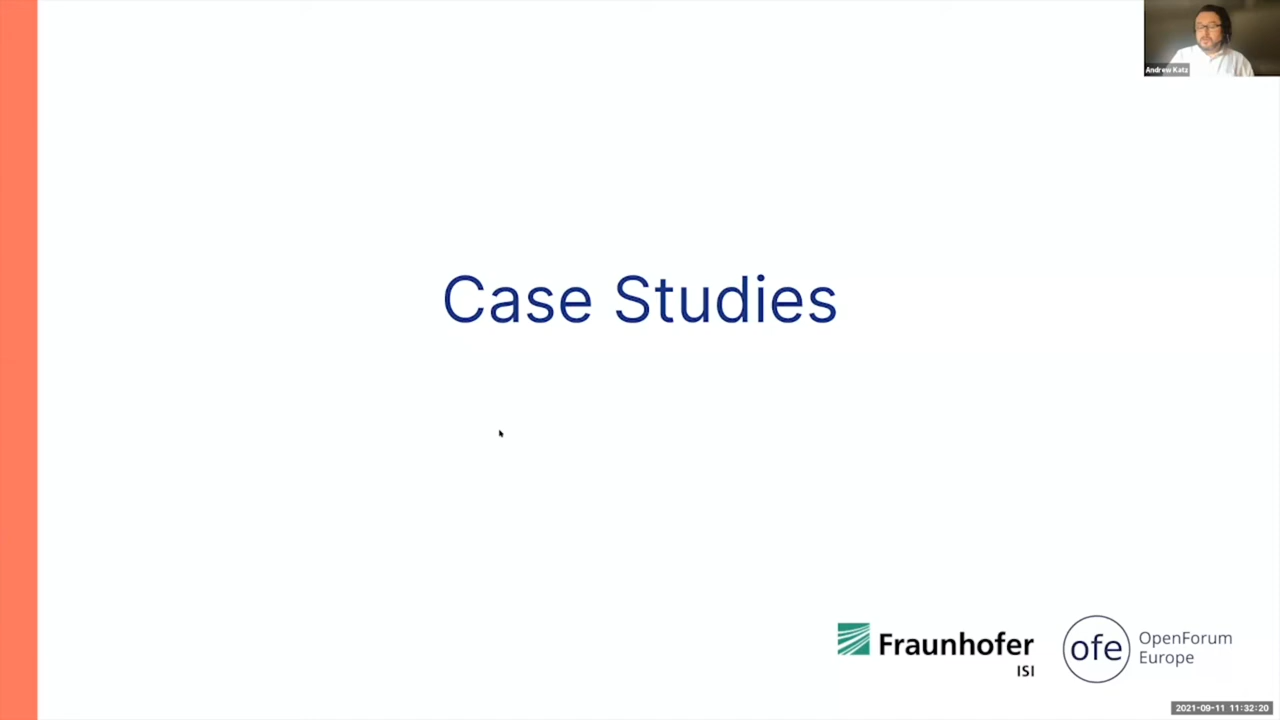 Andrew Katz
Case Studies
Fraunhofer
ISI
ofe
OpenForum
Europe
2021-09-11 11:32:20